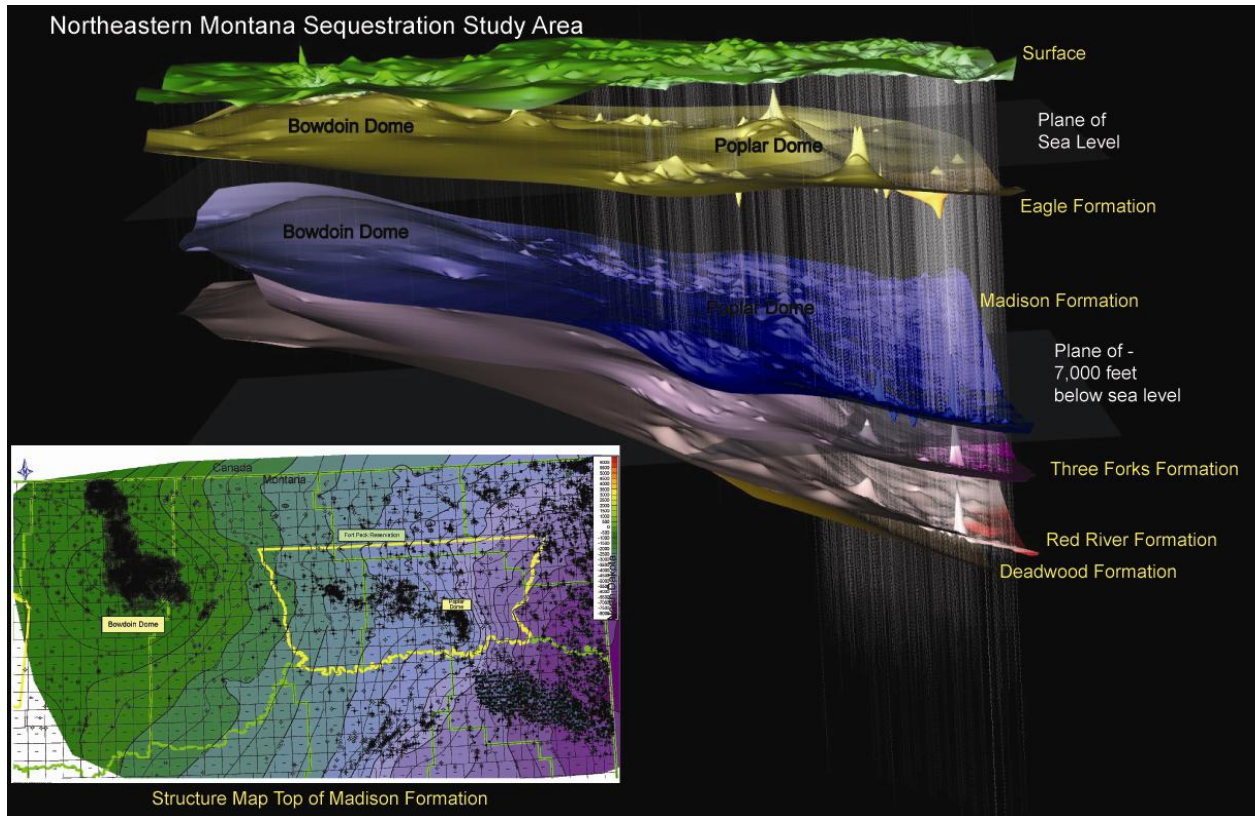 Northeastern Montana Sequestration Study Area
Surface
Bowdoin Dome
Plane of
Sea Level
Poplar Dome
Eagle Formation
Bowdoin Dome
Poplar Dome
Madison Formation
Plane of -
7,000 feet
below sea level
Three Forks Formation
Red River Formation
Deadwood Formation
Canada
Montana
Fort Peck Reservation
Bowdoin Dome
Poplar
Dome
Structure Map Top of Madison Formation